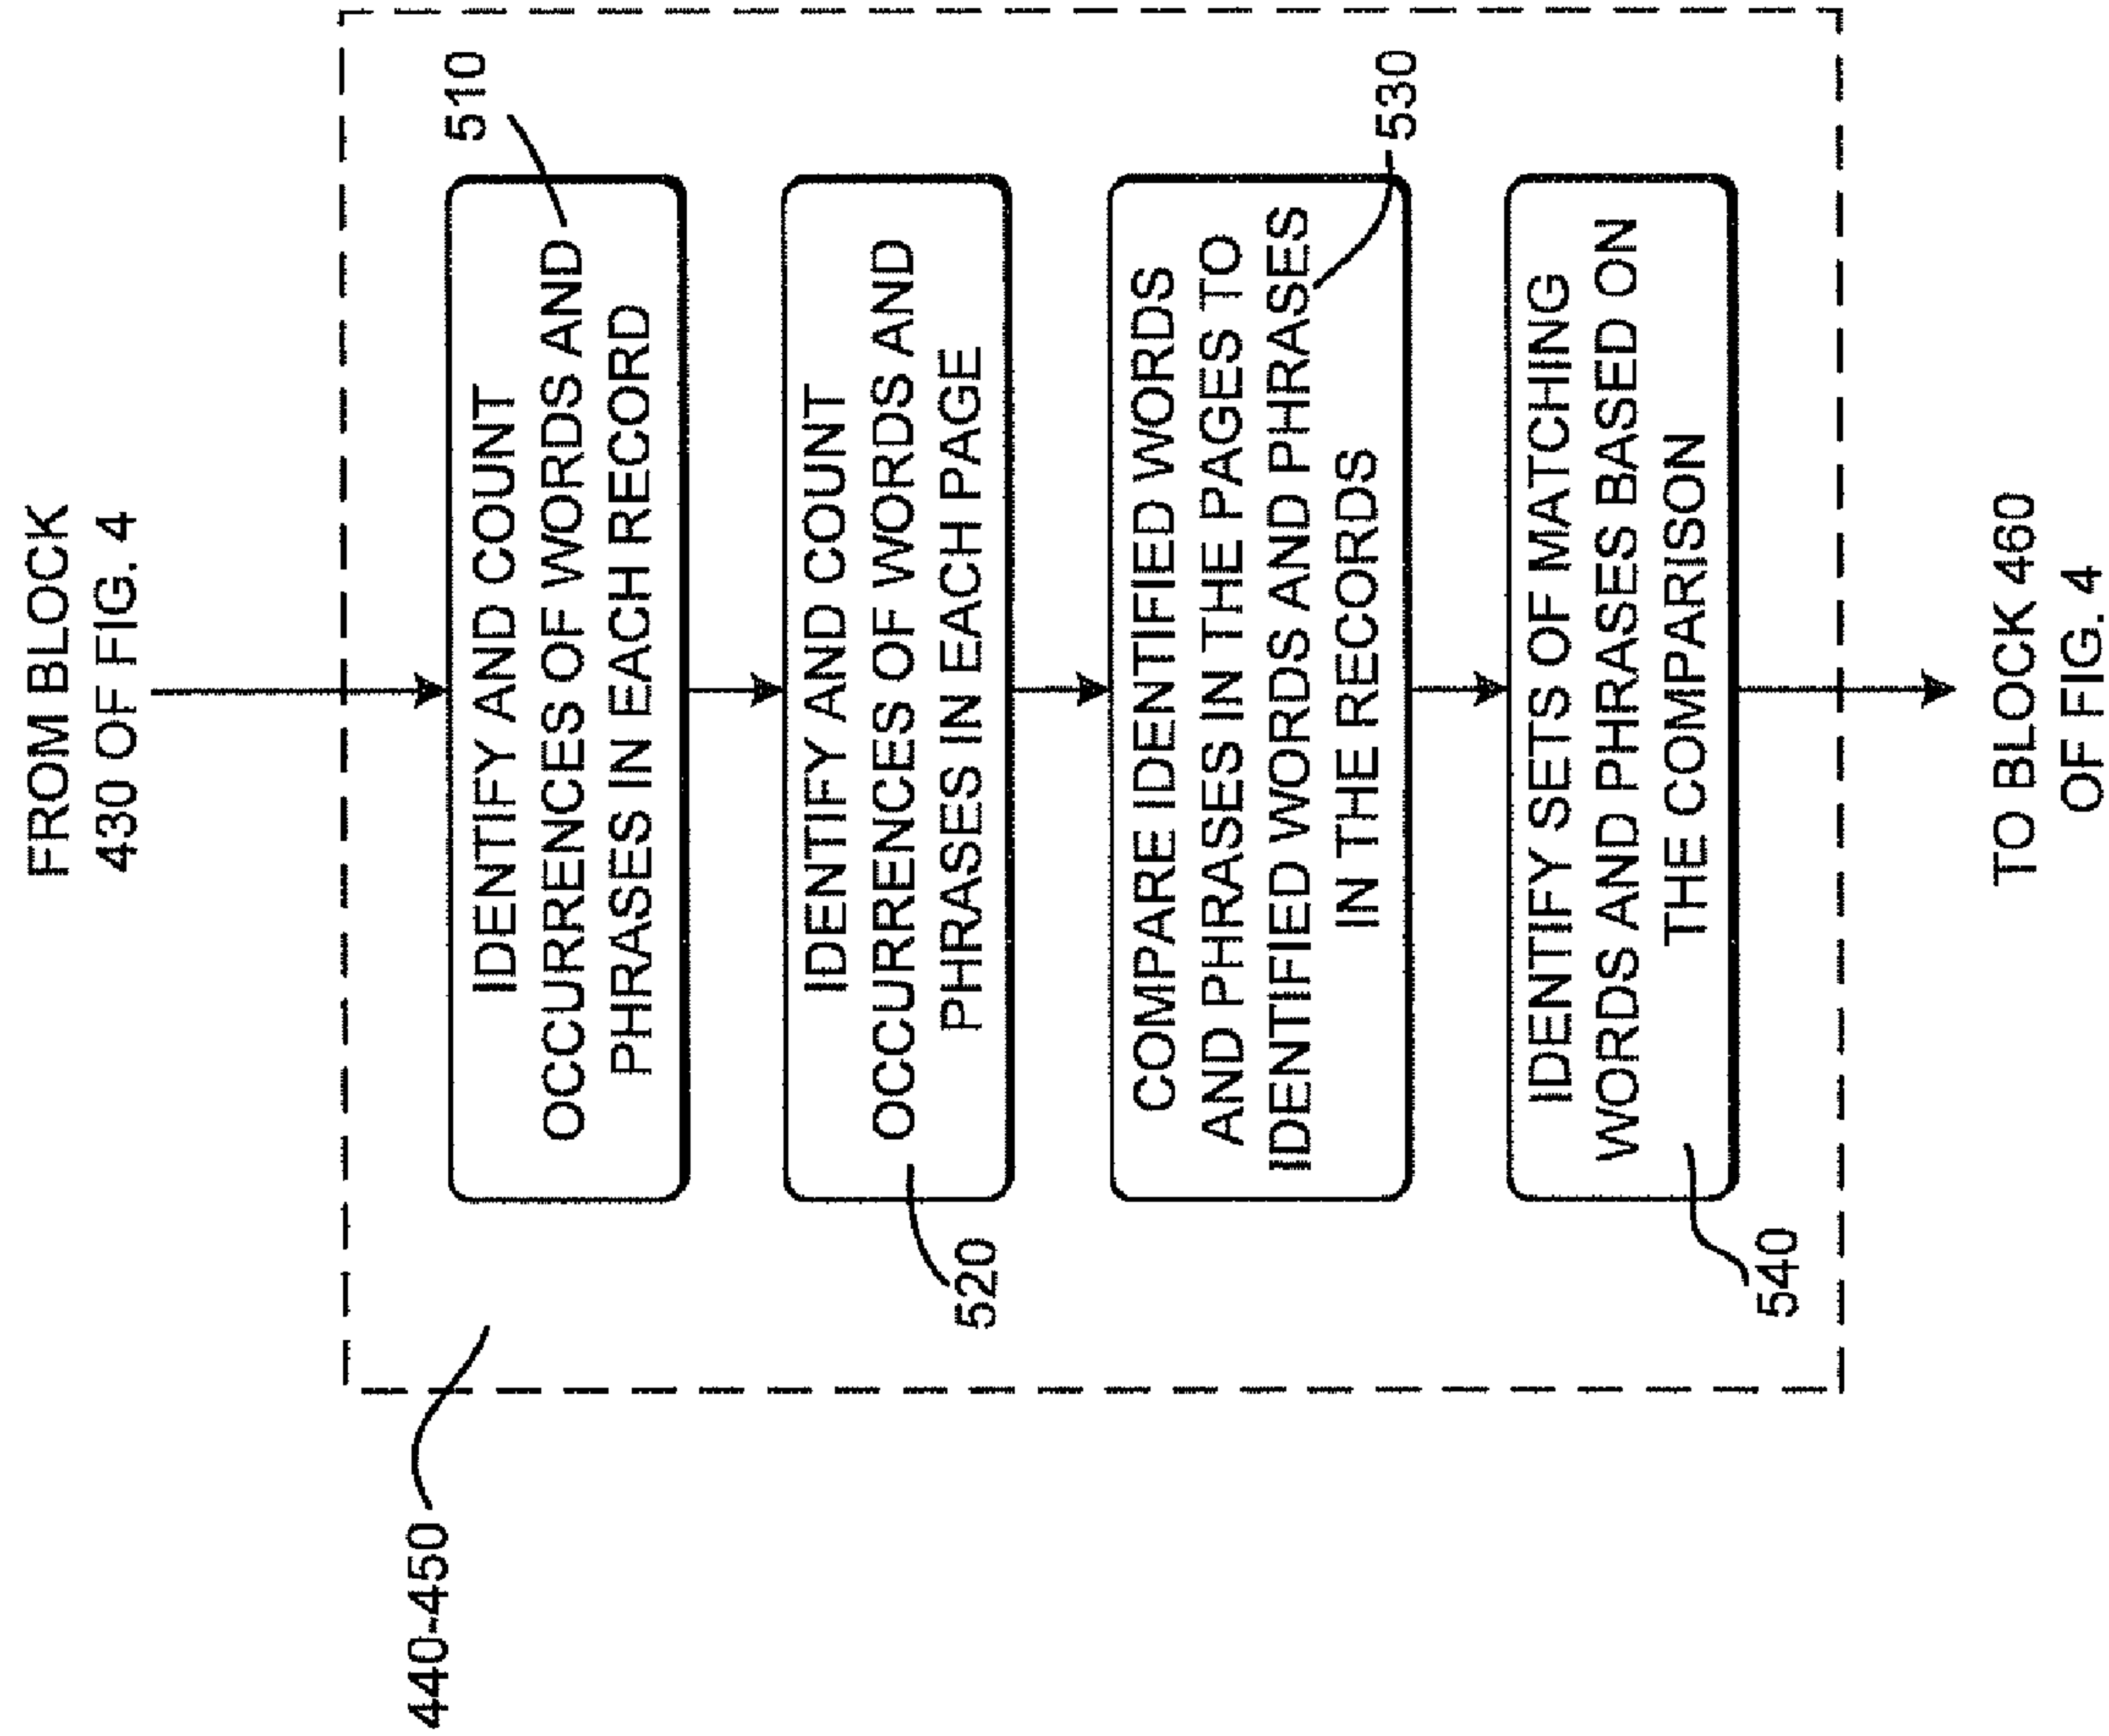 FROM BLOCK
430 OF FIG. 4
440-450
IDENTIFY AND COUNT
OCCURRENCES OF WORDS AND
PHRASES IN EACH RECORD
510
IDENTIFY AND COUNT
OCCURRENCES OF WORDS AND
PHRASES IN EACH PAGE
520
COMPARE IDENTIFIED WORDS
AND PHRASES IN THE PAGES TO
IDENTIFIED WORDS AND PHRASES
IN THE RECORDS
530
IDENTIFY SETS OF MATCHING
WORDS AND PHRASES BASED ON
THE COMPARISON
540
TO BLOCK 460
OF FIG. 4